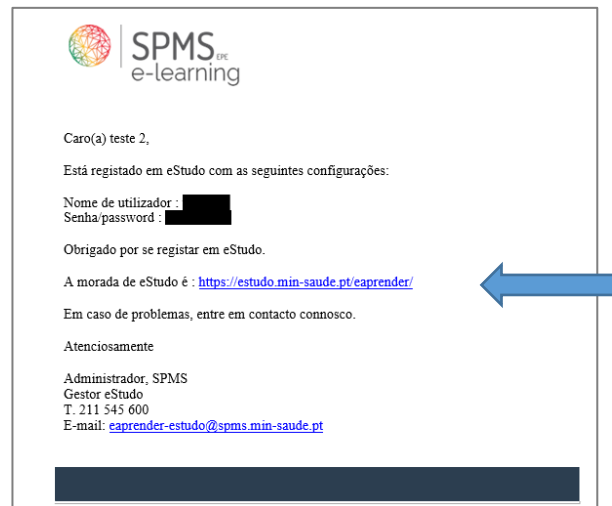 SPMS EPE
e-learning
Caro(a) teste 2,
Está registado em eStudo com as seguintes configurações:
Nome de utilizador :
Senha/password :
Obrigado por se registar em eStudo.
A morada de eStudo é : https://estudo.min-saude.pt/eaprender/
Em caso de problemas, entre em contacto connosco.
Atenciosamente
Administrador, SPMS
Gestor eStudo
T. 211 545 600
E-mail: eaprender-estudo@spms.min-saude.pt